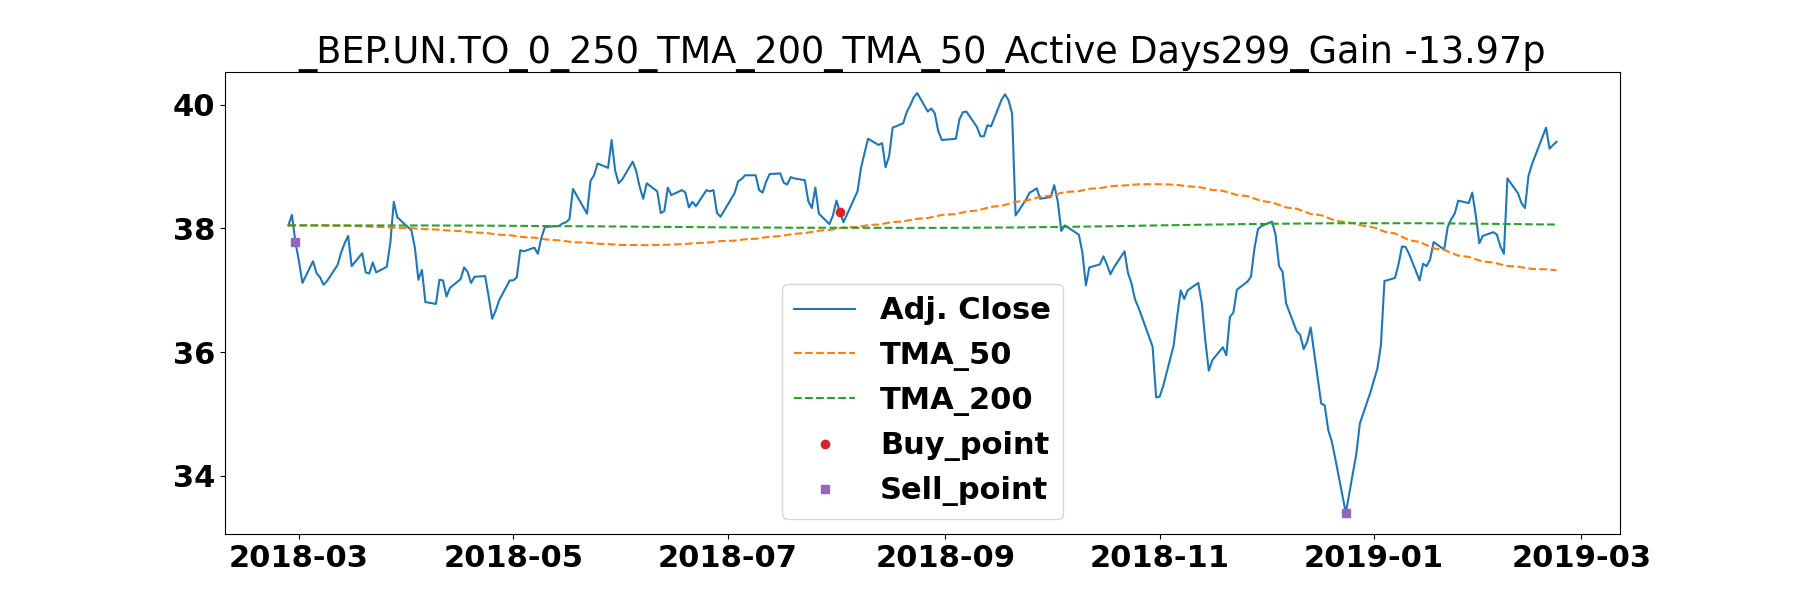 _BEP.UN.TO_0_250_TMA_200_TMA_50_Active Days299_Gain -13.97p
40
38
36
34
Adj. Close
TMA_50
TMA_200
Buy_point
Sell_point
2018-03 2018-05 2018-07 2018-09 2018-11 2019-01 2019-03